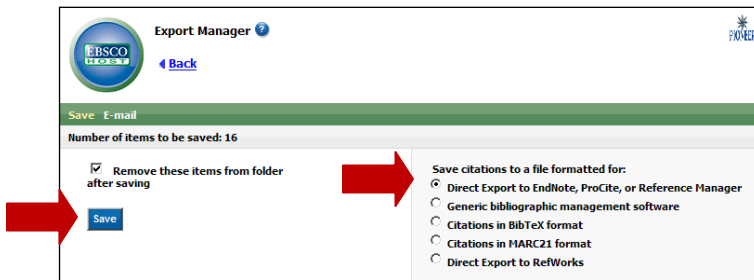 EBSCO
HOST
Export Manager
Back
PIONEER
Save E-mail
Number of items to be saved: 16
Remove these items from folder
after saving
Save
Save citations to a file formatted for:
Direct Export to EndNote, ProCite, or Reference Manager
Generic bibliographic management software
Citations in BibTeX format
Citations in MARC21 format
Direct Export to RefWorks